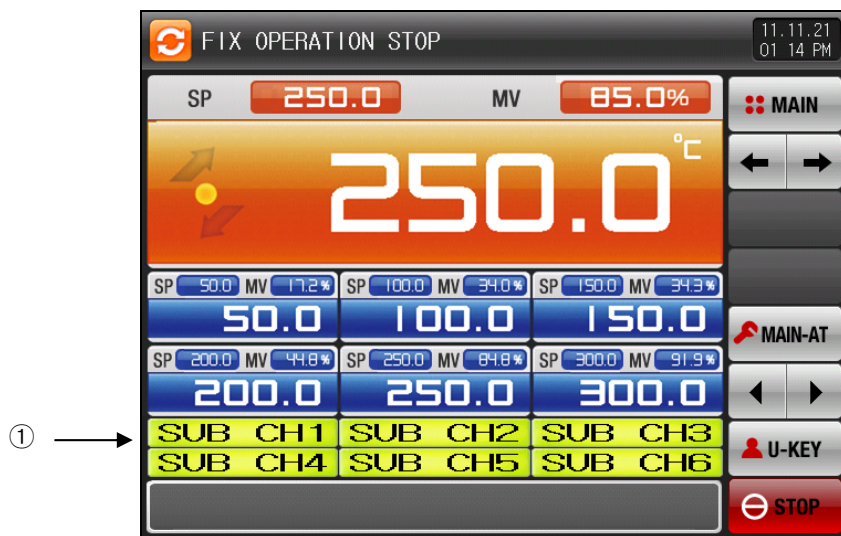 FIX OPERATION STOP
11.11.21
01 14 PM
SP 250.0 MV 85.0%
MAIN
250.0 °C
SP 50.0 MV 17.2% SP 100.0 MV 34.0% SP 150.0 MV 34.3%
50.0 100.0 150.0
MAIN-AT
SP 200.0 MV 44.8% SP 250.0 MV 84.8% SP 300.0 MV 91.9%
200.0 250.0 300.0
① SUB CH1 SUB CH2 SUB CH3
SUB CH4 SUB CH5 SUB CH6
U-KEY
STOP